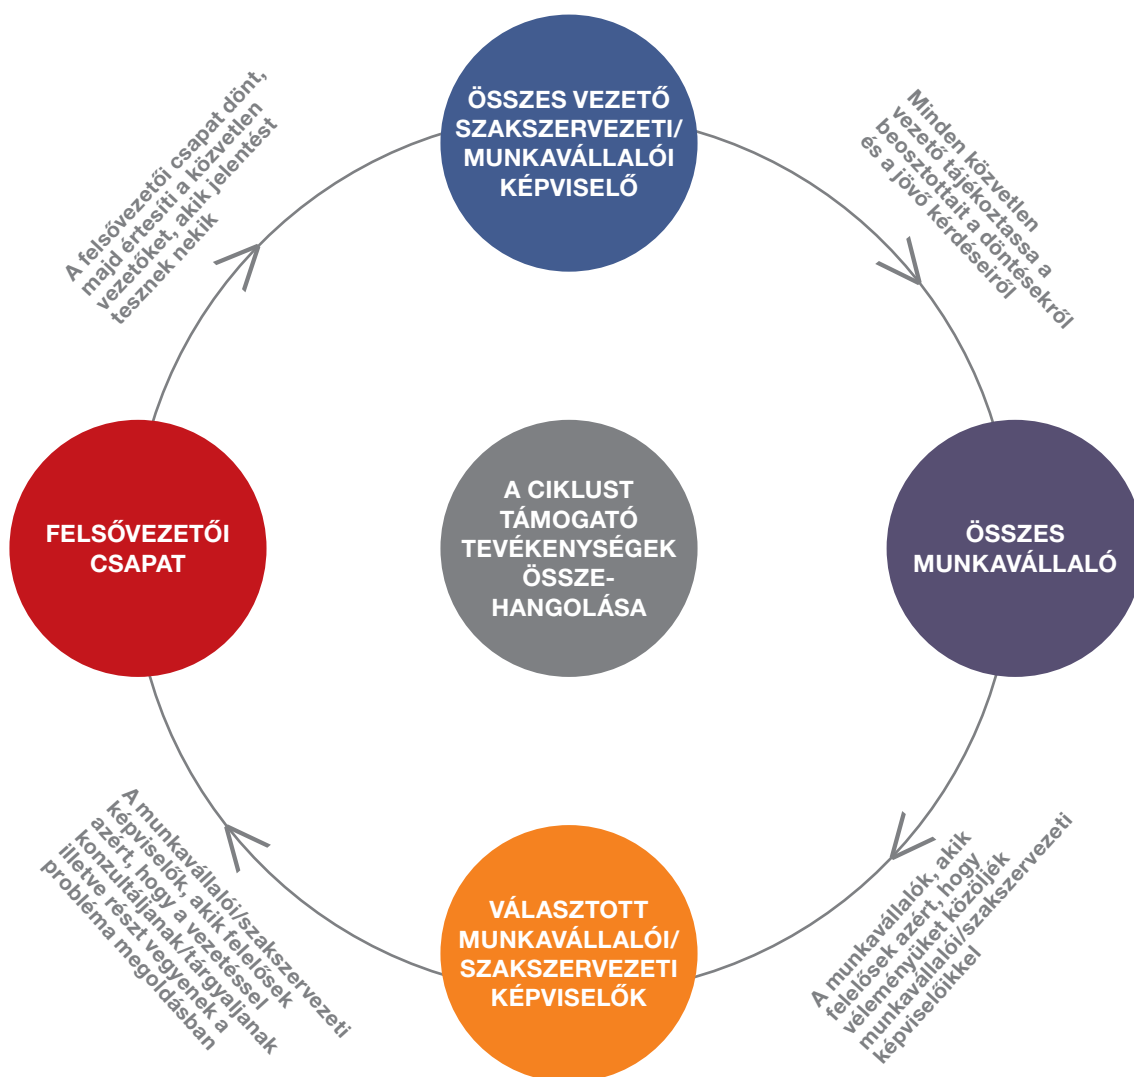 A felsővezetői csapat dönt,
majd értesíti a közvetlen
vezetőket, akik jelentést
tesznek nekik
ÖSSZES VEZETŐ
SZAKSZERVEZETI/
MUNKAVÁLLALÓI
KÉPVISELŐ
Minden közvetlen
vezető tájékoztassa a
beosztottait a döntésekről
és a jövő kérdéseiről
FELSŐVEZETŐI
CSAPAT
A CIKLUST
TÁMOGATÓ
TEVÉKENYSÉGEK
ÖSSZE-
HANGOLÁSA
ÖSSZES
MUNKAVÁLLALÓ
A munkavállalói/szakszervezeti
képviselők, akik felelősek
azért, hogy a vezetéssel
konzultáljanak/tárgyaljanak
illetve részt vegyenek a
probléma megoldásban
VÁLASZTOTT
MUNKAVÁLLALÓI/
SZAKSZERVEZETI
KÉPVISELŐK
A munkavállalók, akik
felelősek azért, hogy
véleményüket közöljék
munkavállalói/szakszervezeti
képviselőikkel